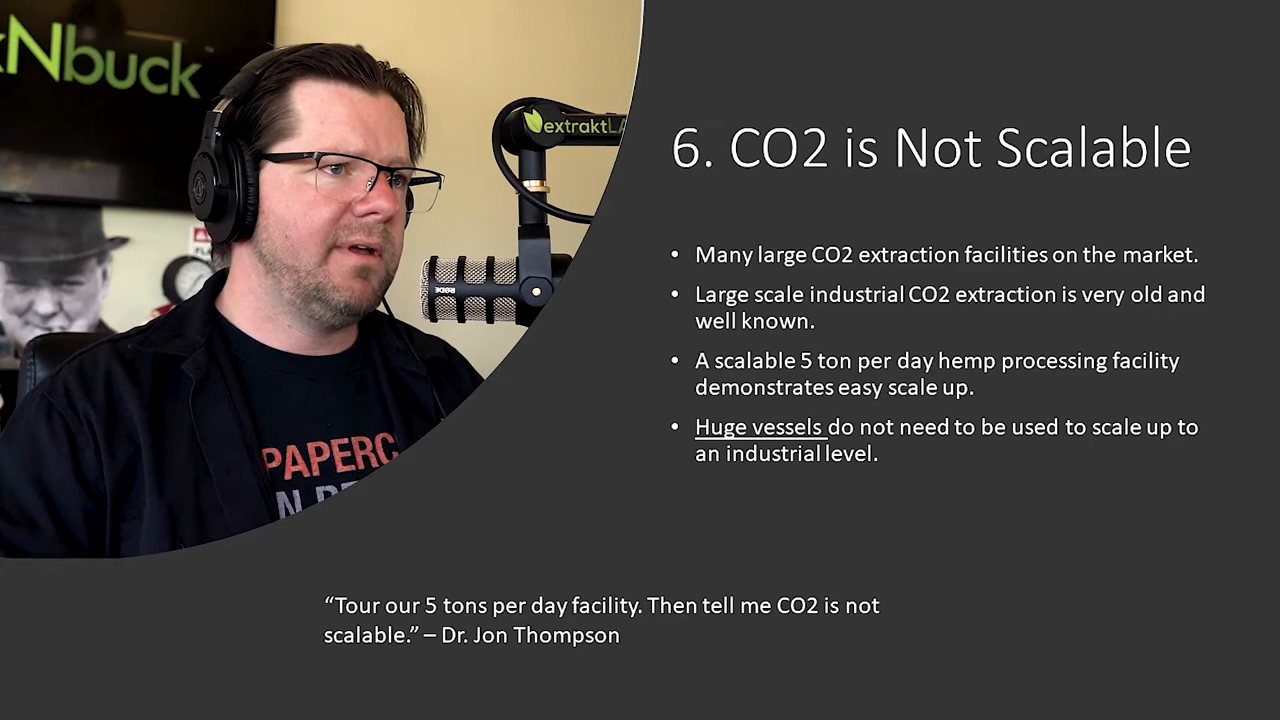 Nbuck
extraktLA
RODE
PAPERC
6. CO2 is Not Scalable
• Many large CO2 extraction facilities on the market.
• Large scale industrial CO2 extraction is very old and
well known.
• A scalable 5 ton per day hemp processing facility
demonstrates easy scale up.
• Huge vessels do not need to be used to scale up to
an industrial level.
“Tour our 5 tons per day facility. Then tell me CO2 is not
scalable.” – Dr. Jon Thompson